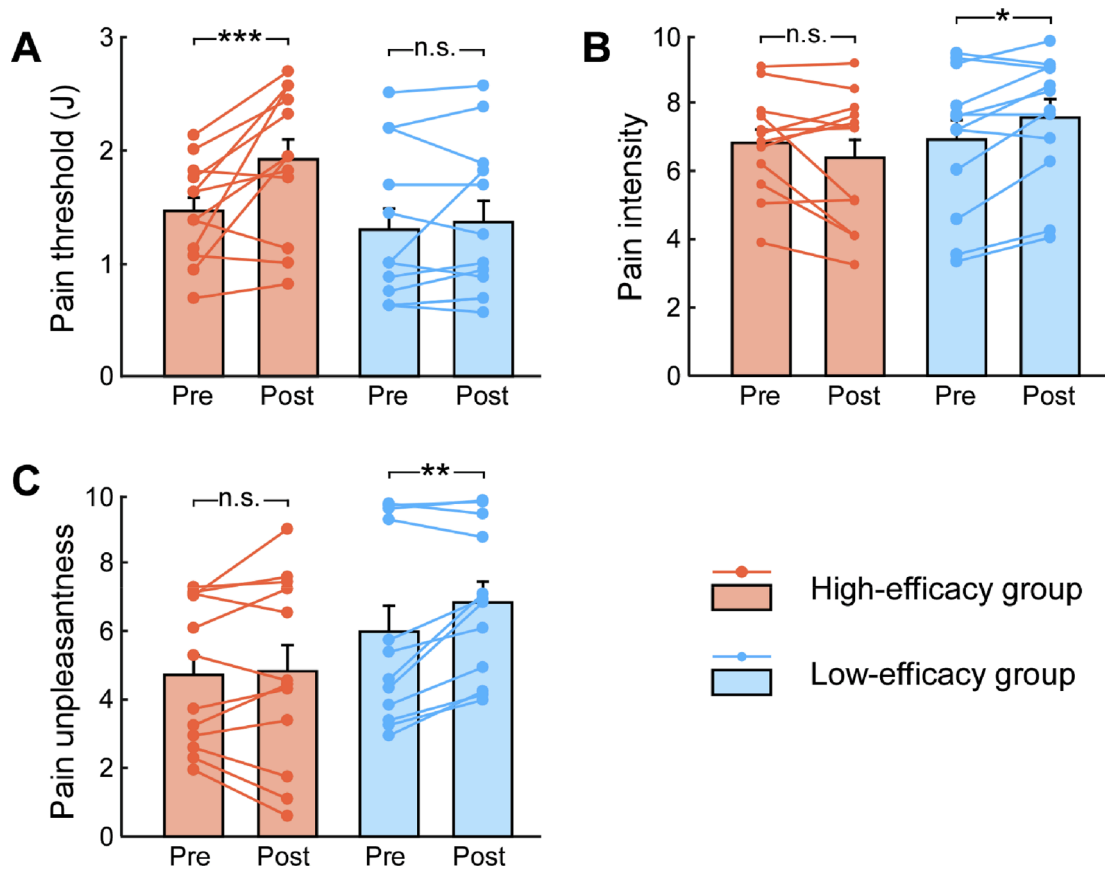 A
Pain threshold (J)
3
2
1
0
***
n.s.
Pre
Post
Pre
Post
B
Pain intensity
10
8
6
4
2
0
n.s.
*
Pre
Post
Pre
Post
C
Pain unpleasantness
10
8
6
4
2
0
n.s.
**
Pre
Post
Pre
Post
High-efficacy group
Low-efficacy group